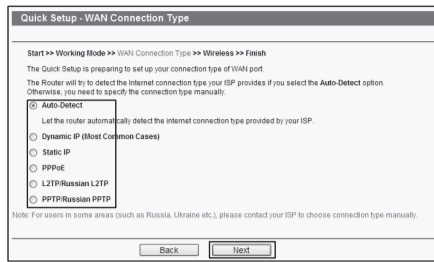 Quick Setup - WAN Connection Type
Start >> Working Mode >> WAN Connection Type >> Wireless >> Finish
The Quick Setup is preparing to set up your connection type of WAN port.
The Router will try to detect the Internet connection type your ISP provides if you select the Auto-Detect option.
Otherwise, you need to specify the connection type manually.
Auto-Detect
Let the router automatically detect the internet connection type provided by your ISP.
Dynamic IP (Most Common Cases)
Static IP
PPPoE
L2TP/Russian L2TP
PPTP/Russian PPTP
Note: For users in some areas (such as Russia, Ukraine etc.), please contact your ISP to choose connection type manually.
Back Next